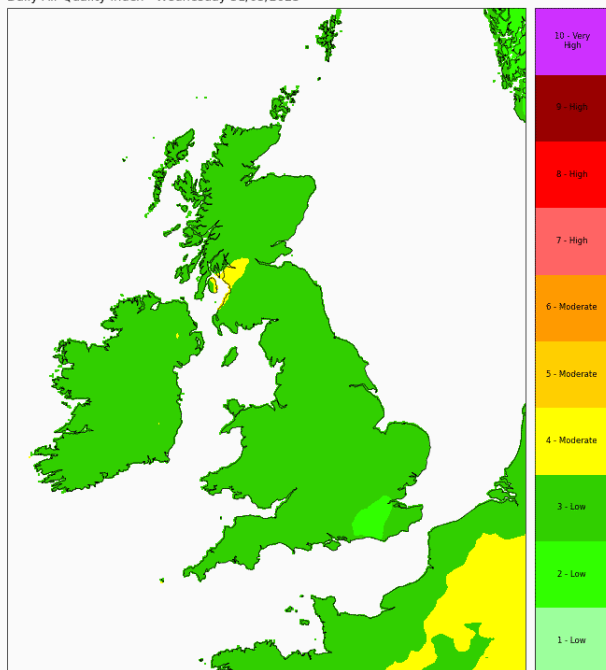 10 - Very
High
9 - High
8 - High
7 - High
6 - Moderate
5 - Moderate
4 - Moderate
3 - Low
2 - Low
1 - Low